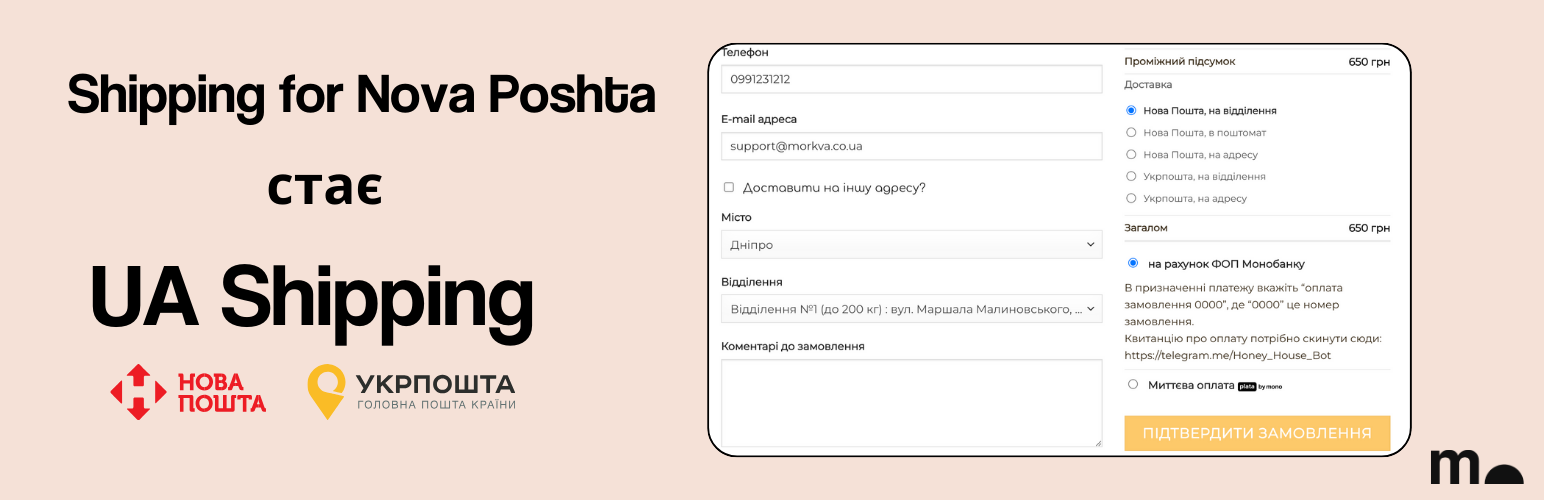 Shipping for Nova Poshta
стає
UA Shipping
НОВА
ПОШТА
УКРПОШТА
ГОЛОВНА ПОШТА КРАЇНИ
Телефон
0991231212
E-mail адреса
support@morkva.co.ua
Доставити на іншу адресу?
Місто
Дніпро
Відділення
Відділення №1 (до 200 кг) : вул. Маршала Малиновського, ...
Коментарі до замовлення
Проміжний підсумок 650 грн
Доставка
Нова Пошта, на відділення
Нова Пошта, в поштомат
Нова Пошта, на адресу
Укрпошта, на відділення
Укрпошта, на адресу
Загалом 650 грн
на рахунок ФОП Монобанку
В призначенні платежу вкажіть "оплата
замовлення 0000", де "0000" це номер
замовлення.
Квитанцію про оплату потрібно скинути сюди:
https://telegram.me/Honey_House_Bot
Миттєва оплата plata by mono
ПІДТВЕРДИТИ ЗАМОВЛЕННЯ
m